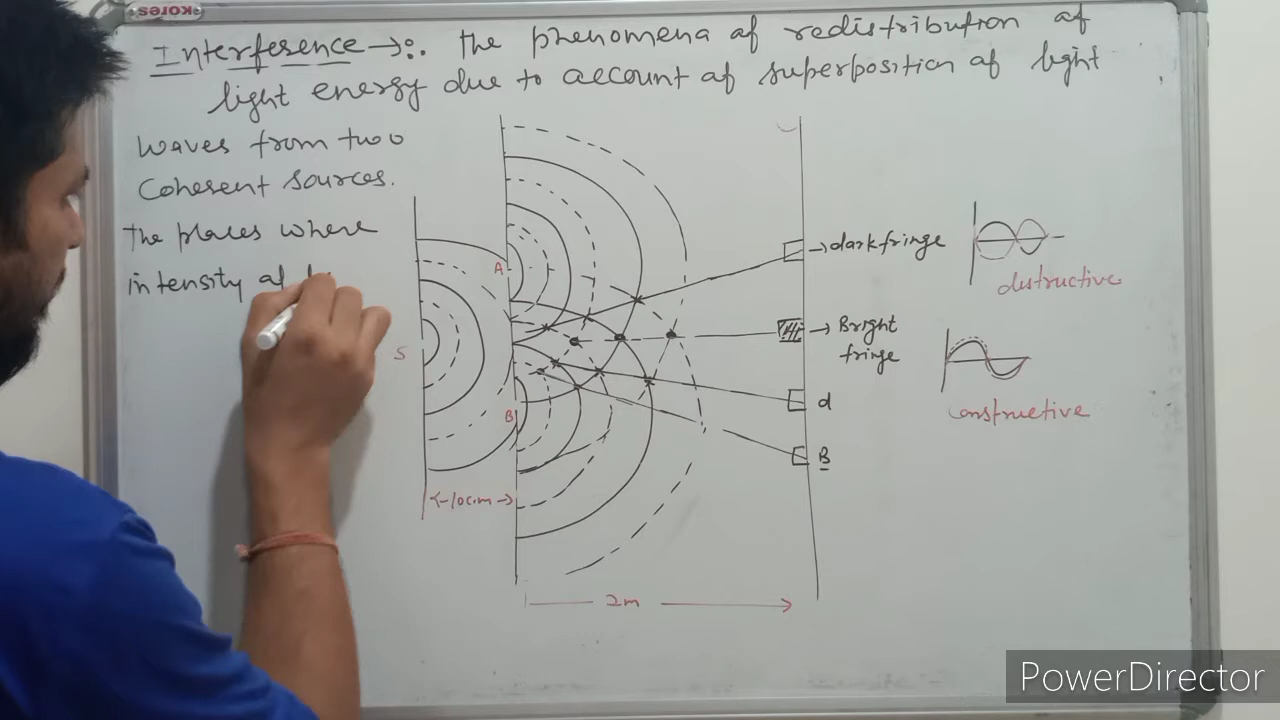 KORES
Interference →:. The phenomena of redistribution of
light energy due to account of superposition of light
waves from two
Coherent sources.
The places where
intensity of
A
S
B
→ dark fringe
→ Bright
fringe
d
B
distructive
constructive
←10cm→
2m
PowerDirector